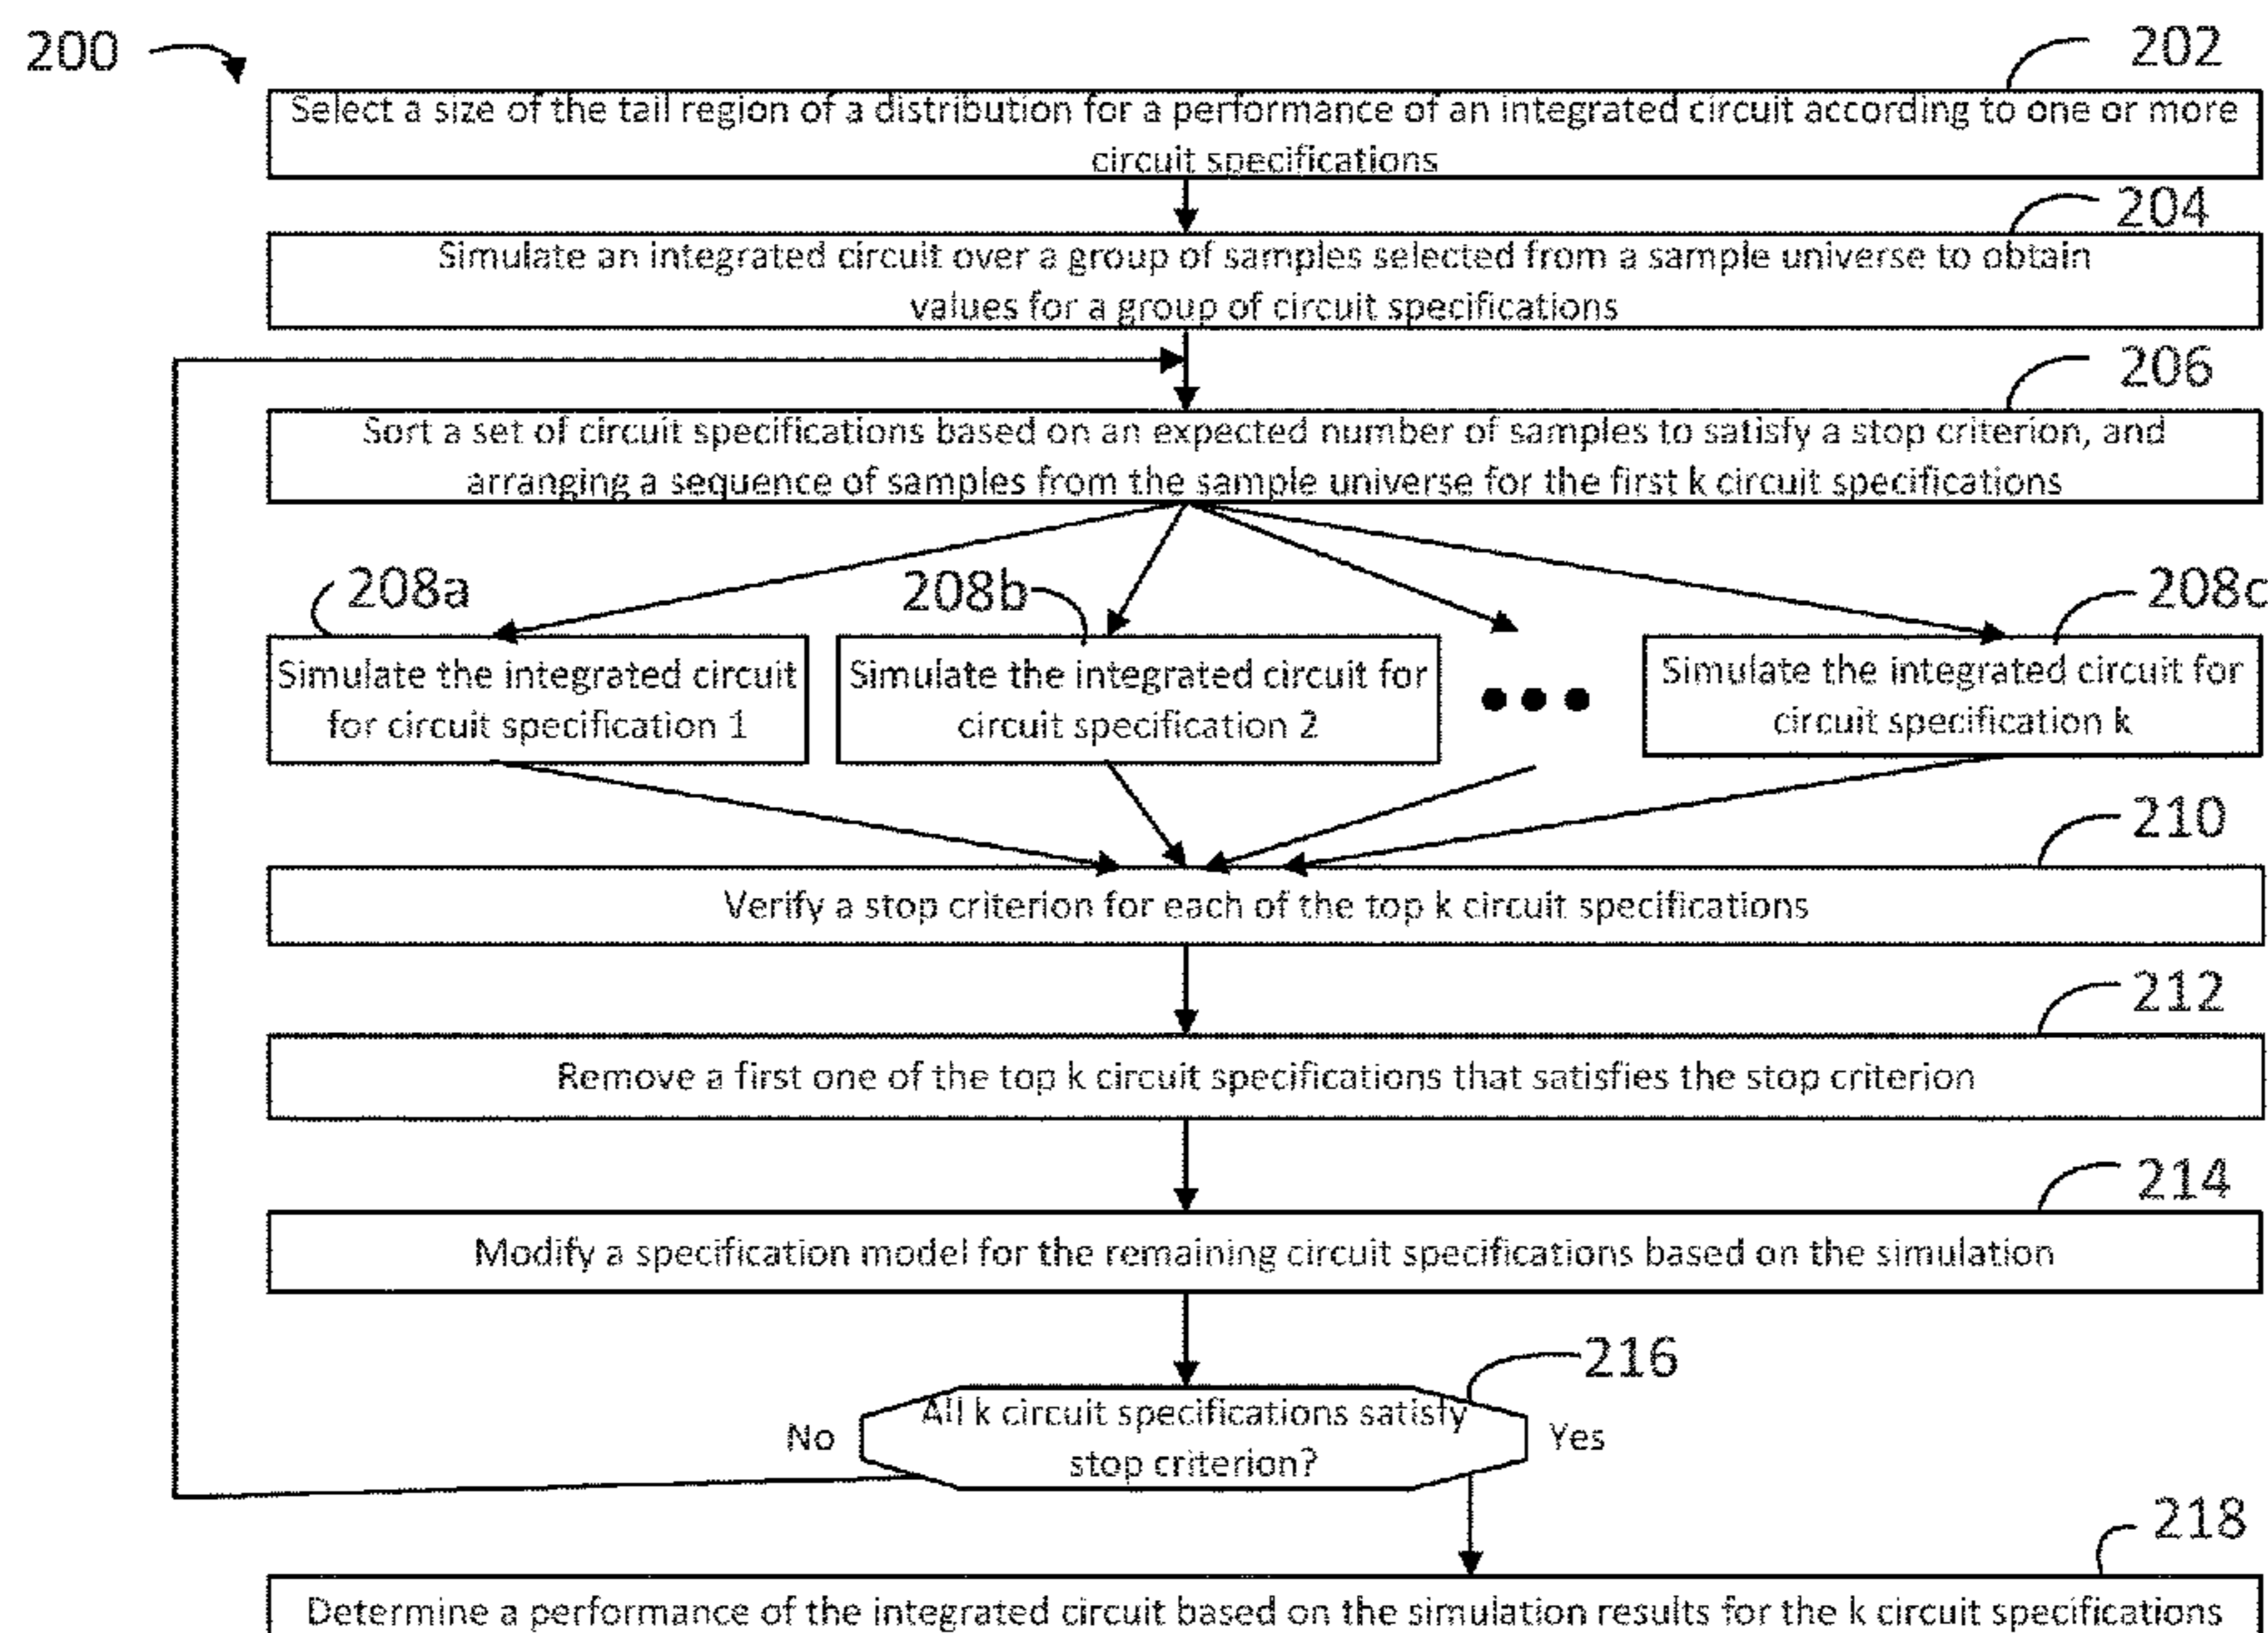 200
202
Select a size of the tail region of a distribution for a performance of an integrated circuit according to one or more
circuit specifications
204
Simulate an integrated circuit over a group of samples selected from a sample universe to obtain
values for a group of circuit specifications
206
Sort a set of circuit specifications based on an expected number of samples to satisfy a stop criterion, and
arranging a sequence of samples from the sample universe for the first k circuit specifications
208a
208b
208c
Simulate the integrated circuit
for circuit specification 1
Simulate the integrated circuit for
circuit specification 2
Simulate the integrated circuit for
circuit specification k
210
Verify a stop criterion for each of the top k circuit specifications
212
Remove a first one of the top k circuit specifications that satisfies the stop criterion
214
Modify a specification model for the remaining circuit specifications based on the simulation
216
All k circuit specifications satisfy
stop criterion?
No
Yes
218
Determine a performance of the integrated circuit based on the simulation results for the k circuit specifications